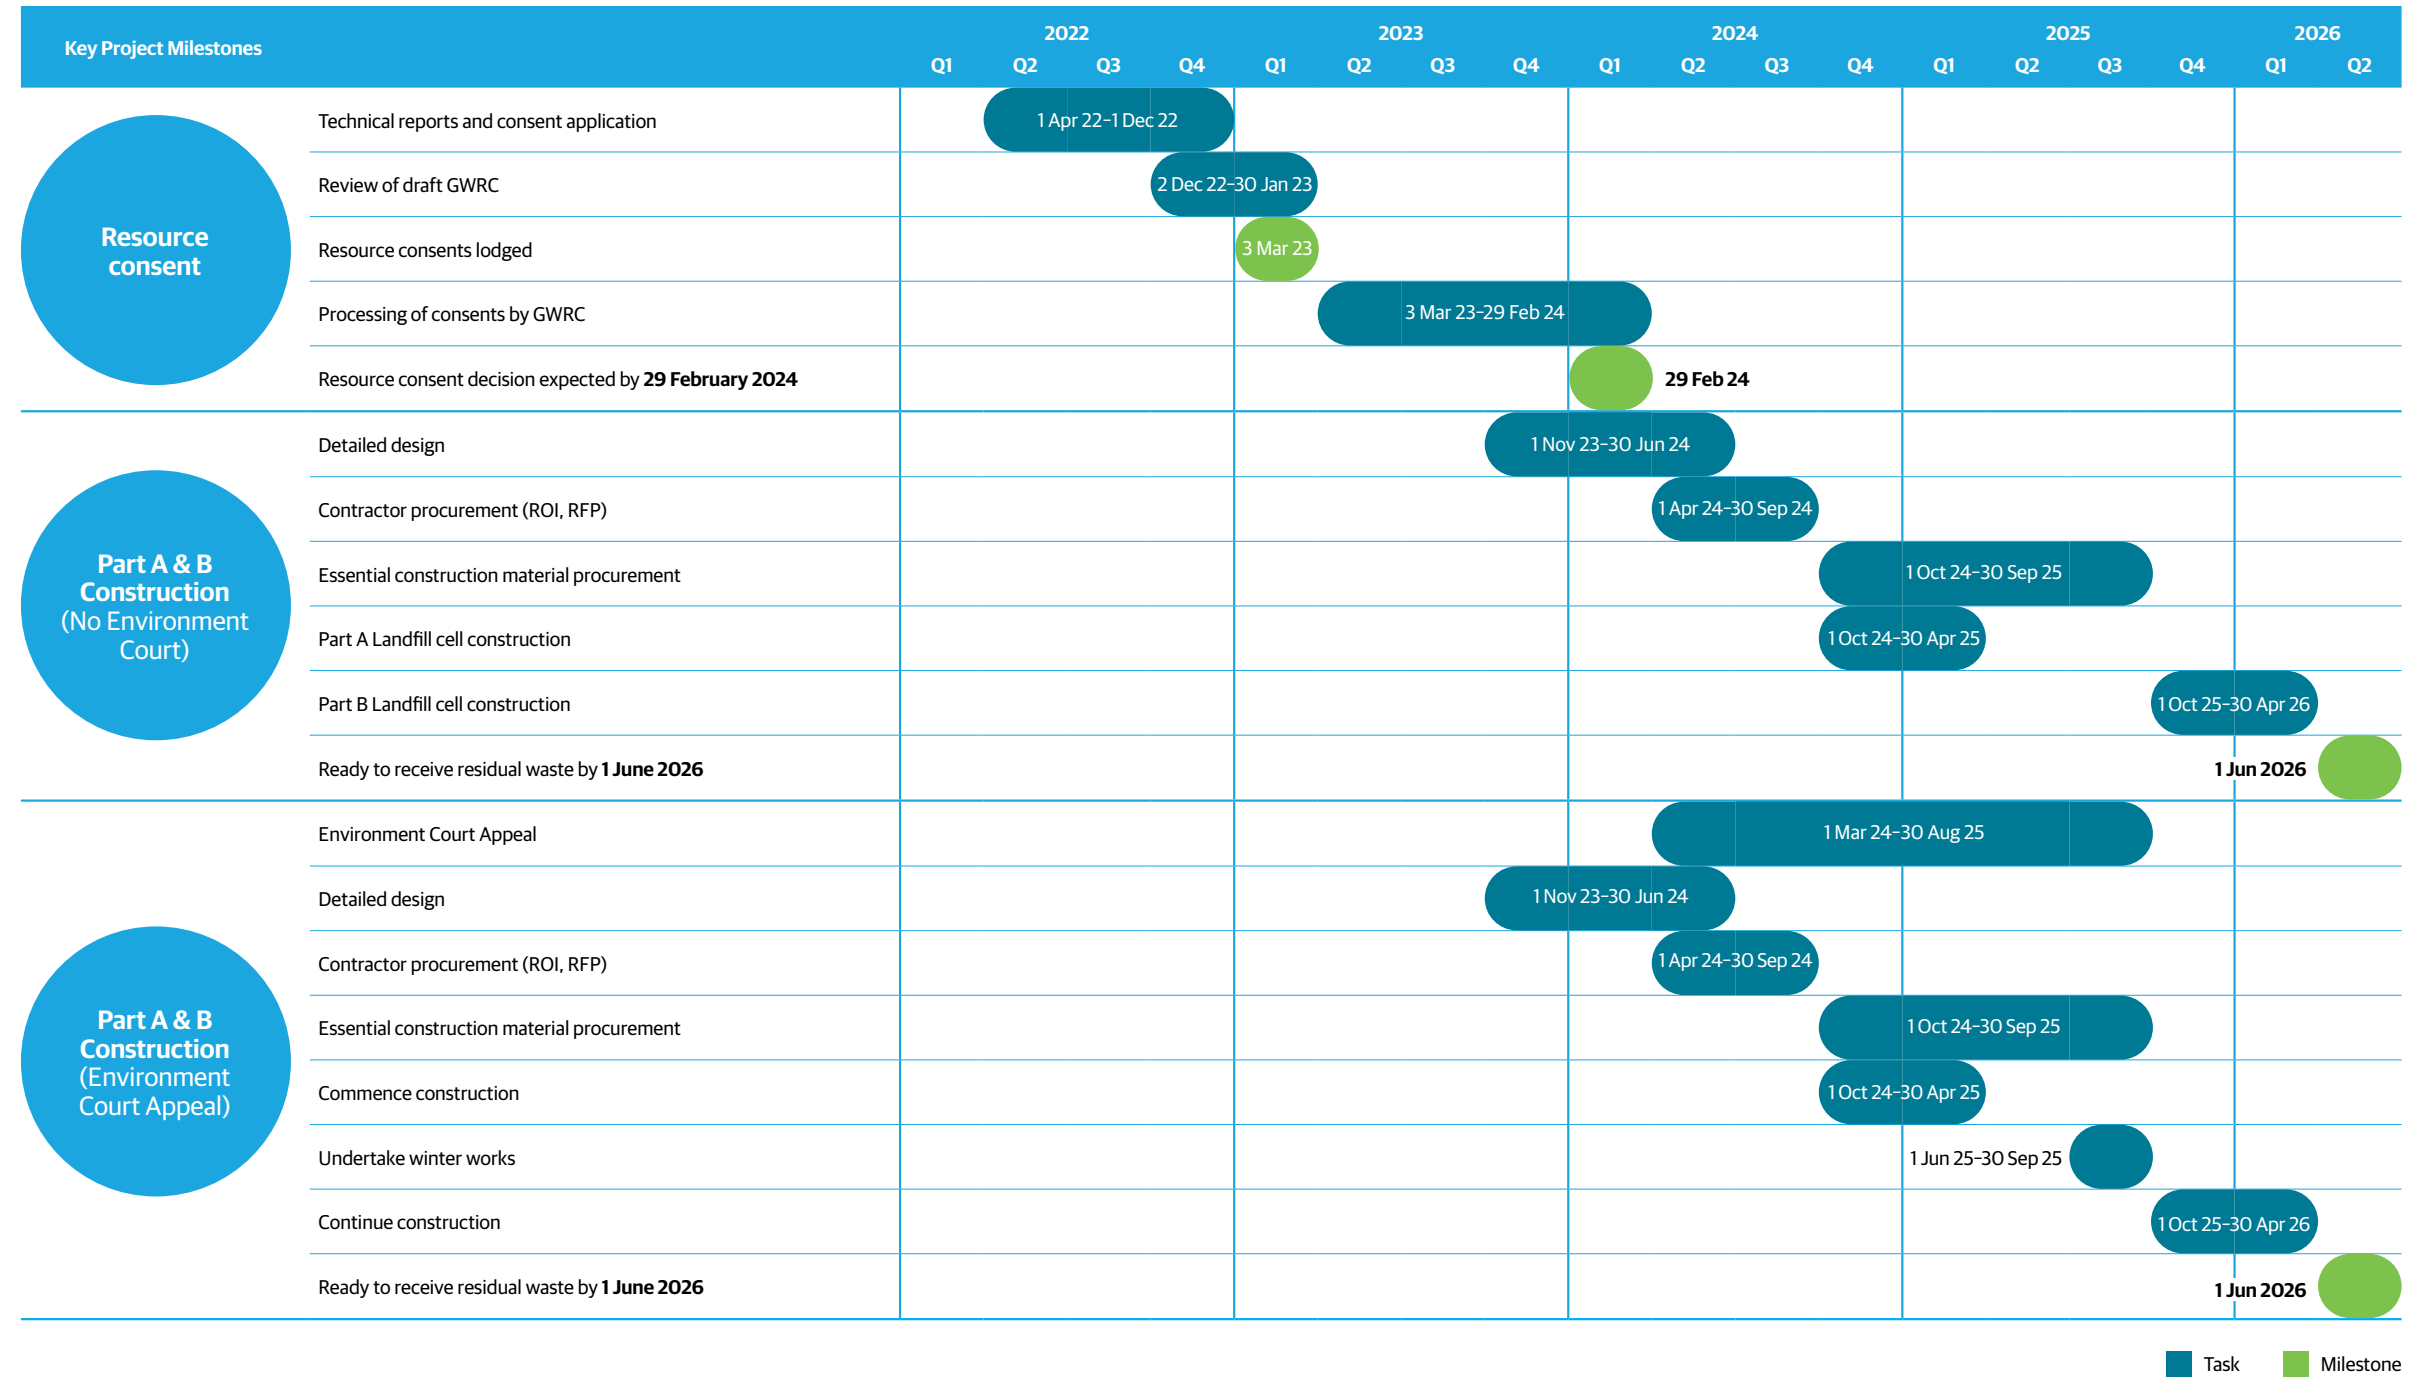 Key Project Milestones
2022 2023 2024 2025 2026
Q1 Q2 Q3 Q4 Q1 Q2 Q3 Q4 Q1 Q2 Q3 Q4 Q1 Q2 Q3 Q4 Q1 Q2
Resource
consent
Technical reports and consent application 1 Apr 22–1 Dec 22
Review of draft GWRC 2 Dec 22–30 Jan 23
Resource consents lodged 3 Mar 23
Processing of consents by GWRC 3 Mar 23–29 Feb 24
Resource consent decision expected by 29 February 2024 29 Feb 24
Part A & B
Construction
(No Environment
Court)
Detailed design 1 Nov 23–30 Jun 24
Contractor procurement (ROI, RFP) 1 Apr 24–30 Sep 24
Essential construction material procurement 1 Oct 24–30 Sep 25
Part A Landfill cell construction 1 Oct 24–30 Apr 25
Part B Landfill cell construction 1 Oct 25–30 Apr 26
Ready to receive residual waste by 1 June 2026 1 Jun 2026
Part A & B
Construction
(Environment
Court Appeal)
Environment Court Appeal 1 Mar 24–30 Aug 25
Detailed design 1 Nov 23–30 Jun 24
Contractor procurement (ROI, RFP) 1 Apr 24–30 Sep 24
Essential construction material procurement 1 Oct 24–30 Sep 25
Commence construction 1 Oct 24–30 Apr 25
Undertake winter works 1 Jun 25–30 Sep 25
Continue construction 1 Oct 25–30 Apr 26
Ready to receive residual waste by 1 June 2026 1 Jun 2026
Task Milestone